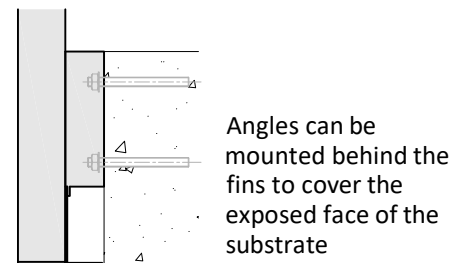 Angles can be
mounted behind the
fins to cover the
exposed face of the
substrate